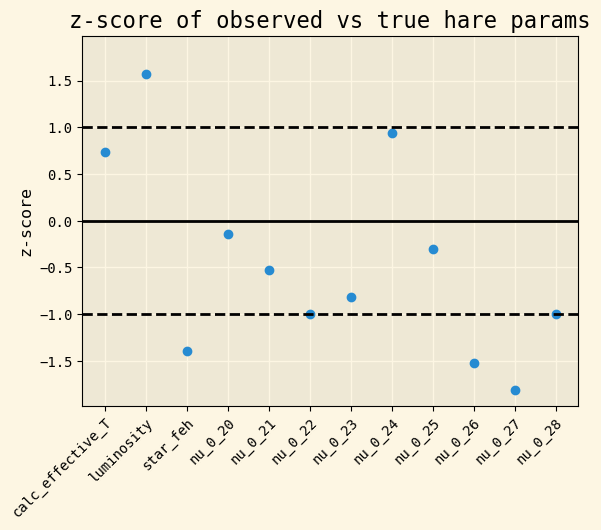 z-score of observed vs true hare params
z-score
1.5
1.0
0.5
0.0
−0.5
−1.0
−1.5
calc_effective_T
luminosity
star_feh
nu_0_20
nu_0_21
nu_0_22
nu_0_23
nu_0_24
nu_0_25
nu_0_26
nu_0_27
nu_0_28